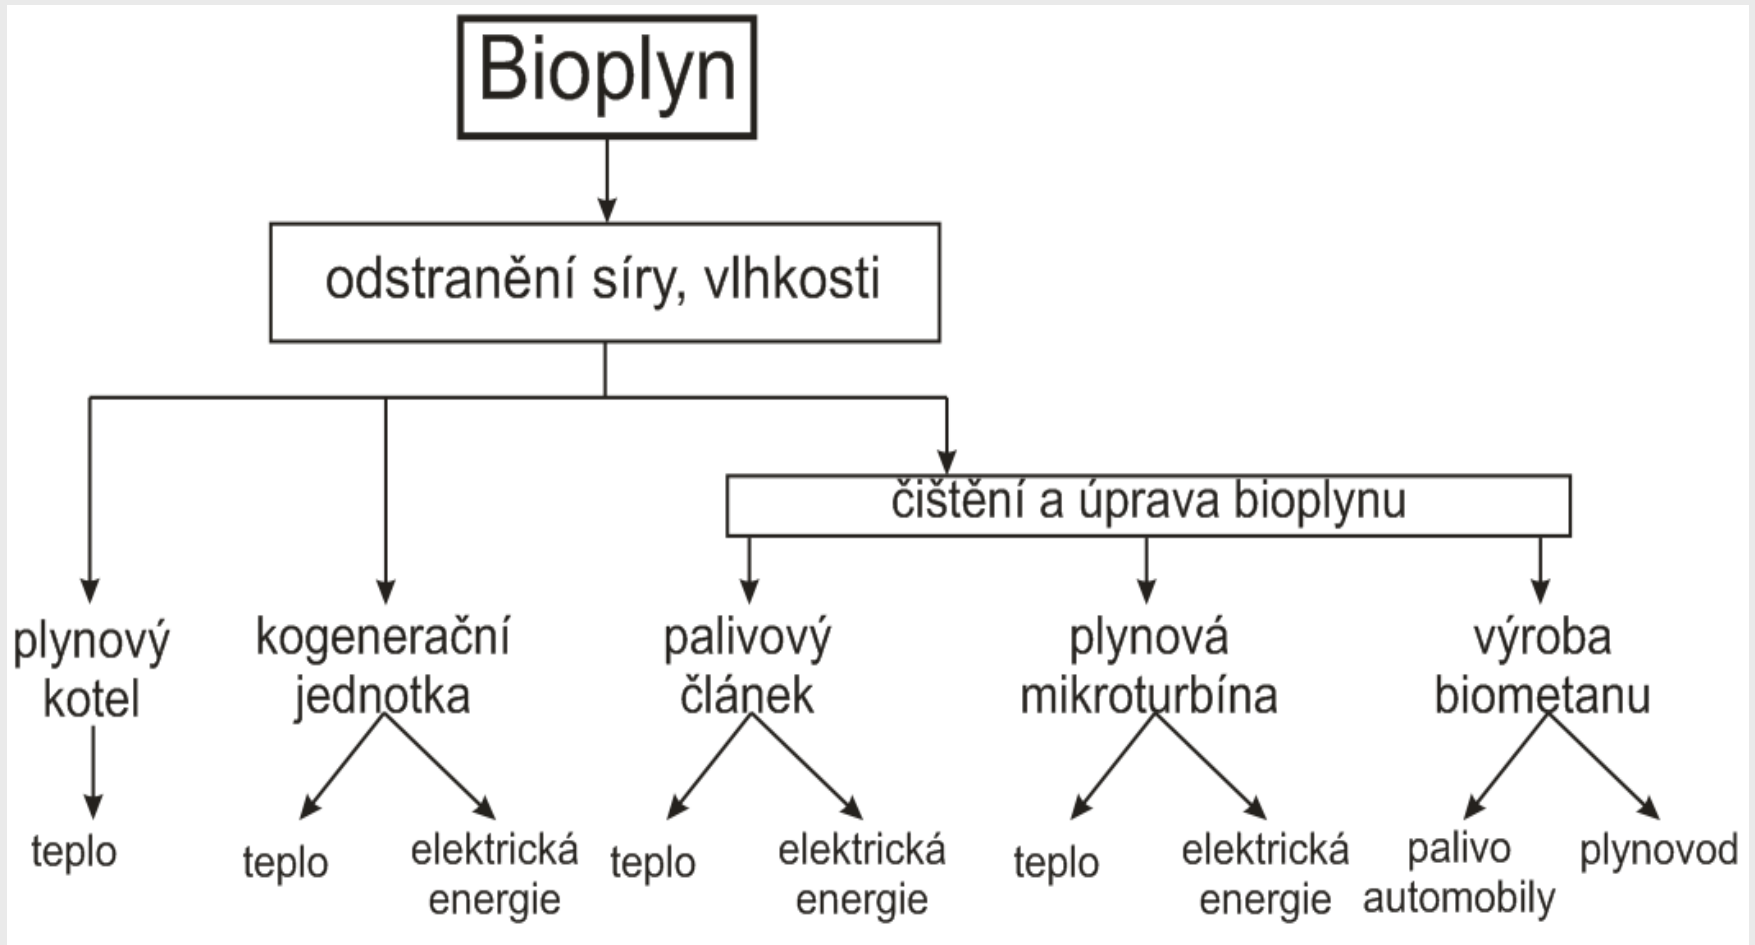 Bioplyn
odstranění síry, vlhkosti
čištění a úprava bioplynu
plynový
kotel
kogenerační
jednotka
palivový
článek
plynová
mikroturbína
výroba
biometanu
teplo
teplo
elektrická
energie
teplo
elektrická
energie
teplo
elektrická
energie
palivo
automobily
plynovod